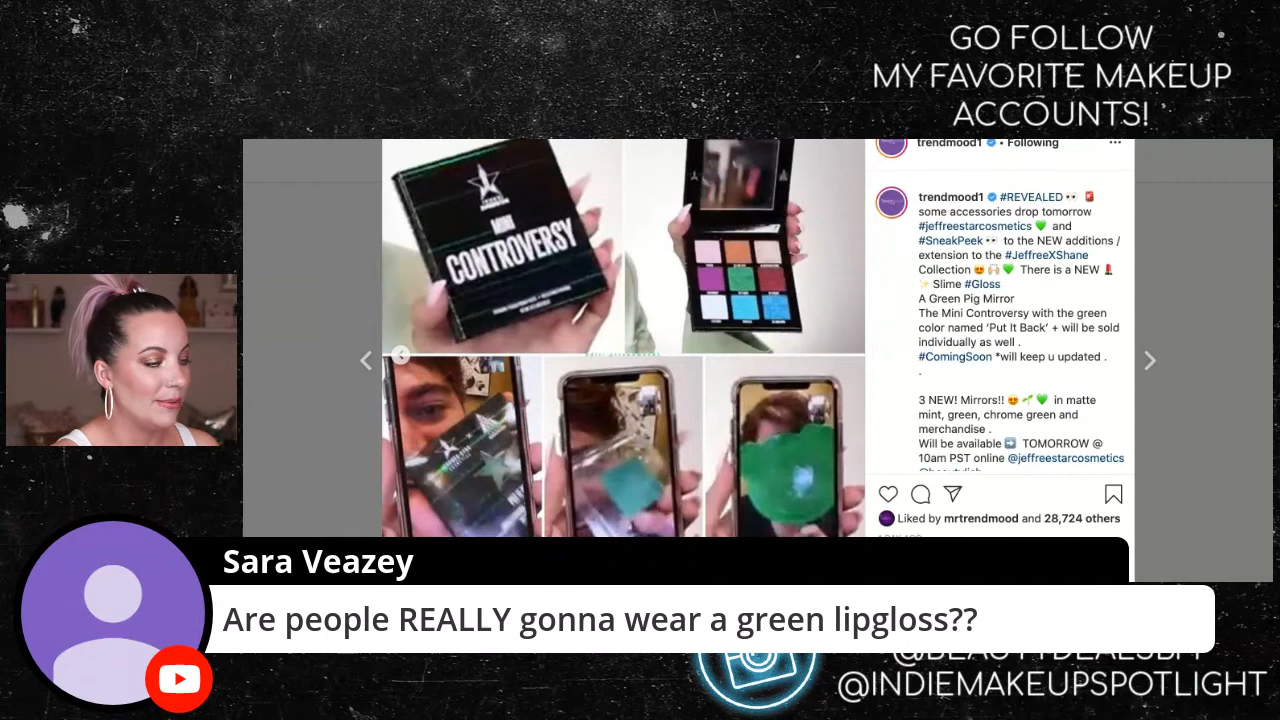 GO FOLLOW
MY FAVORITE MAKEUP
ACCOUNTS!
trendmood1 • Following
MINI
CONTROVERSY
trendmood1 #REVEALED 👀 🚨
some accessories drop tomorrow
#jeffreestarcosmetics 💚 and
#SneakPeek 👀 to the NEW additions /
extension to the #JeffreeXShane
Collection 😍 🙌🏻 💚 There is a NEW 💄
✨ Slime #Gloss
A Green Pig Mirror
The Mini Controversy with the green
color named ‘Put It Back’ + will be sold
individually as well .
#ComingSoon *will keep u updated .
.
3 NEW! Mirrors!! 😍 🌱 💚 in matte
mint, green, chrome green and
merchandise .
Will be available ➡️ TOMORROW @
10am PST online @jeffreestarcosmetics
Liked by mrtrendmood and 28,724 others
Sara Veazey
Are people REALLY gonna wear a green lipgloss??
@INDIEMAKEUPSPOTLIGHT